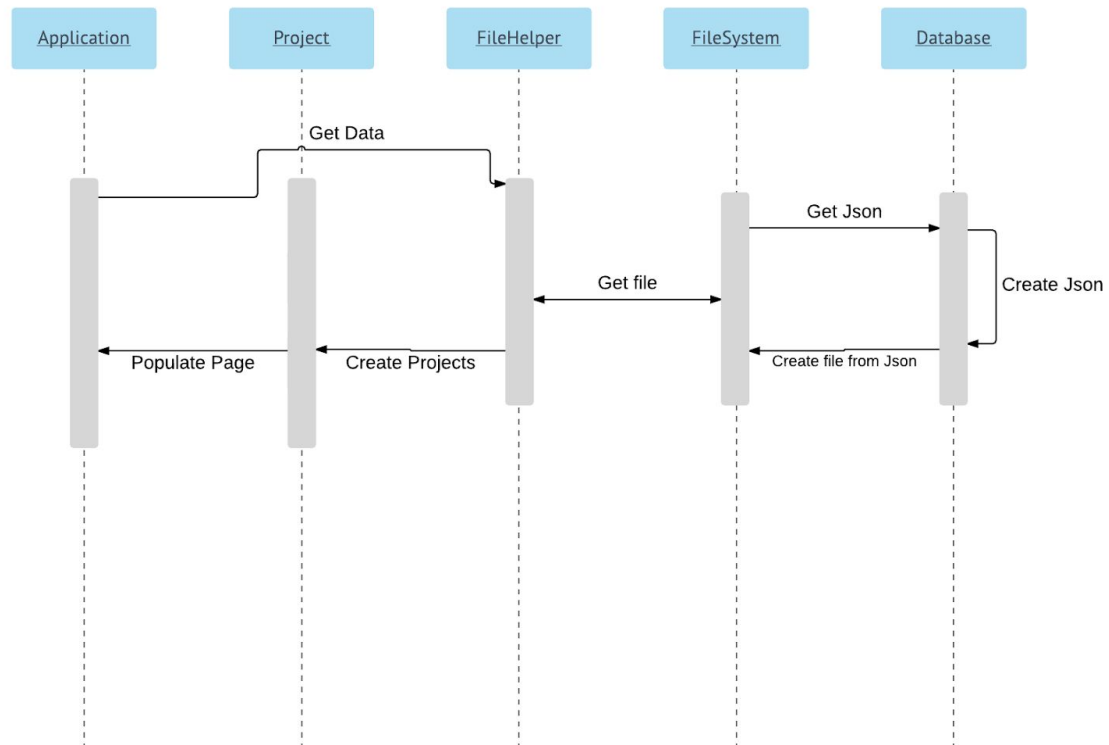 Application
Project
FileHelper
FileSystem
Database
Get Data
Get Json
Get file
Create Json
Populate Page
Create Projects
Create file from Json